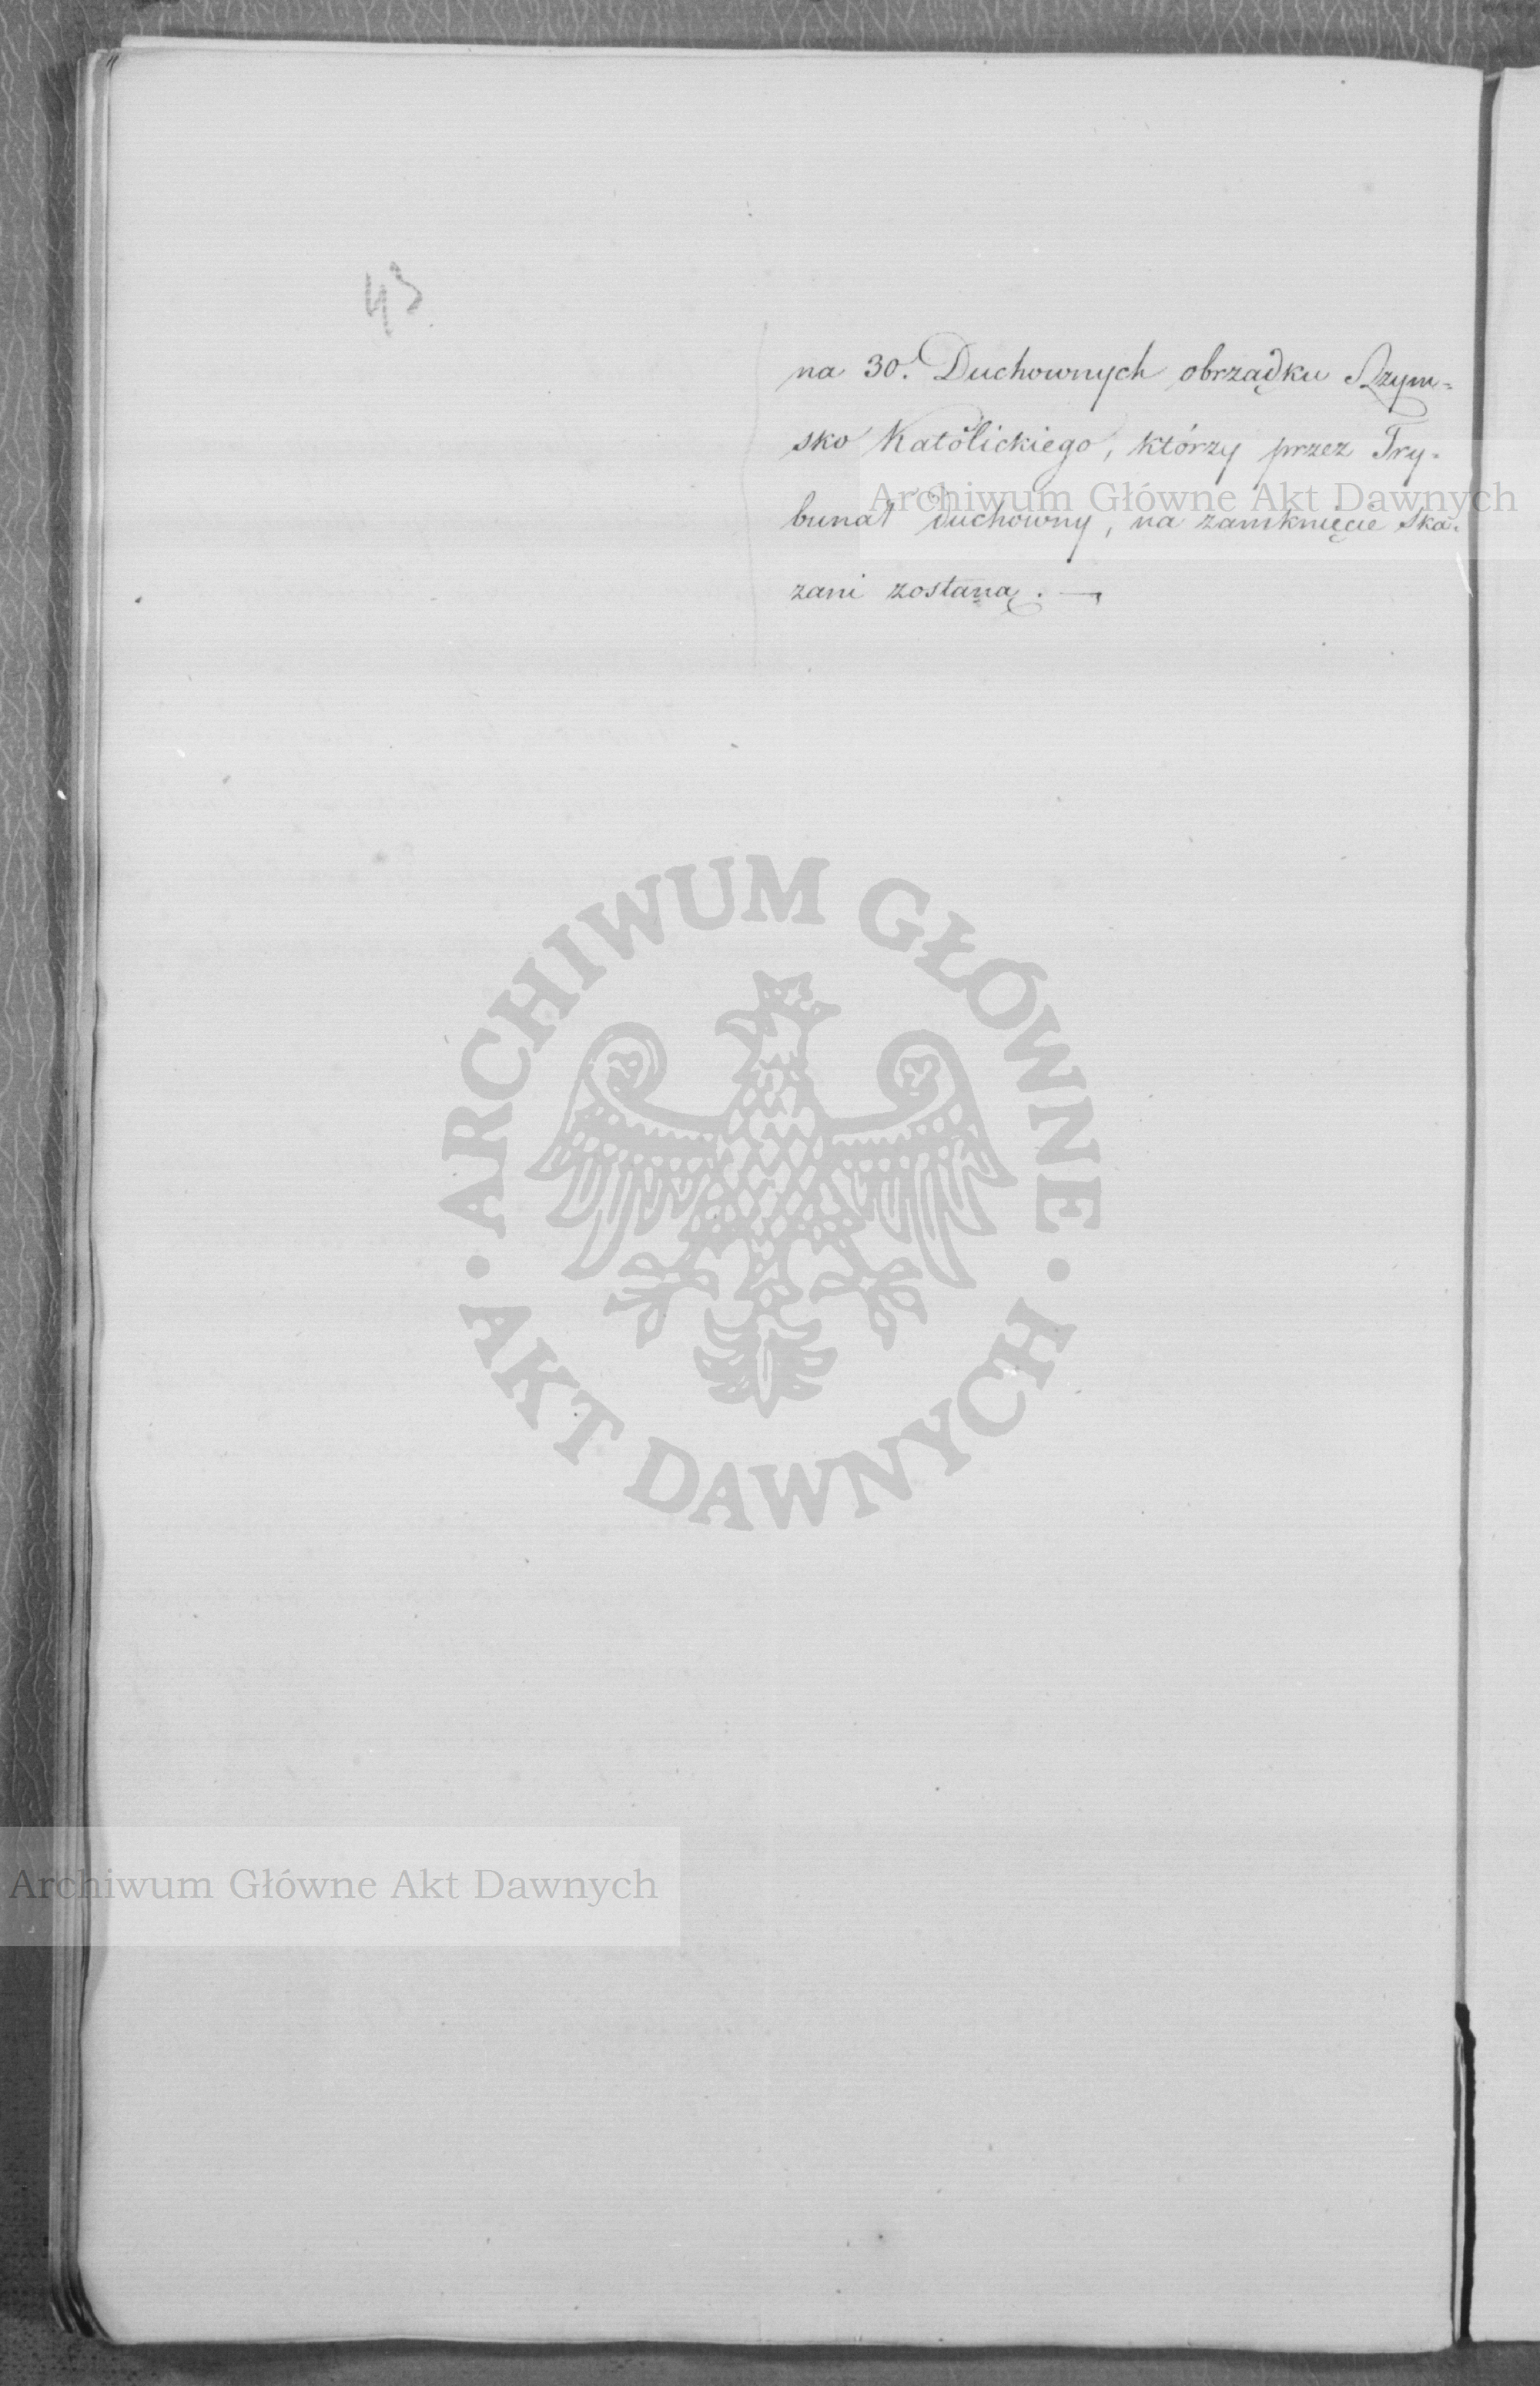 43
na 30. Duchownych obrządku Rzym=
sko Katolickiego, którzy przez Try-
Archiwum Główne Akt Dawnych
bunał duchowny, na zamknięcie ska-
zani zostaną. —
ARCHIWUM GŁÓWNE · AKT DAWNYCH ·
Archiwum Główne Akt Dawnych